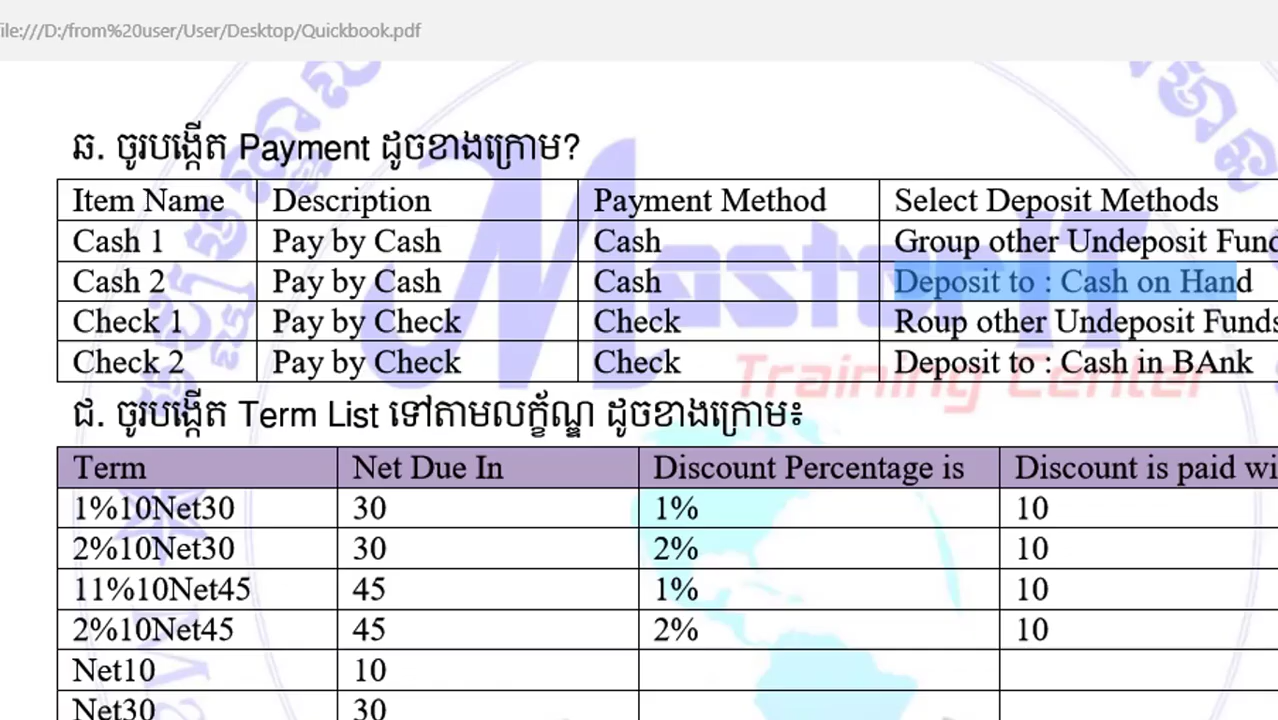 ile:///D:/from%20user/User/Desktop/Quickbook.pdf
ឆ. ចូរបង្កើត Payment ដូចខាងក្រោម?
Item Name Description Payment Method Select Deposit Methods
Cash 1 Pay by Cash Cash Group other Undeposit Fund
Cash 2 Pay by Cash Cash Deposit to : Cash on Hand
Check 1 Pay by Check Check Roup other Undeposit Funds
Check 2 Pay by Check Check Deposit to : Cash in BAnk
Training Center
ជ. ចូរបង្កើត Term List ទៅតាមលក្ខ័ណ្ឌ ដូចខាងក្រោម៖
Term Net Due In Discount Percentage is Discount is paid wi
1%10Net30 30 1% 10
2%10Net30 30 2% 10
11%10Net45 45 1% 10
2%10Net45 45 2% 10
Net10 10
Net30 30